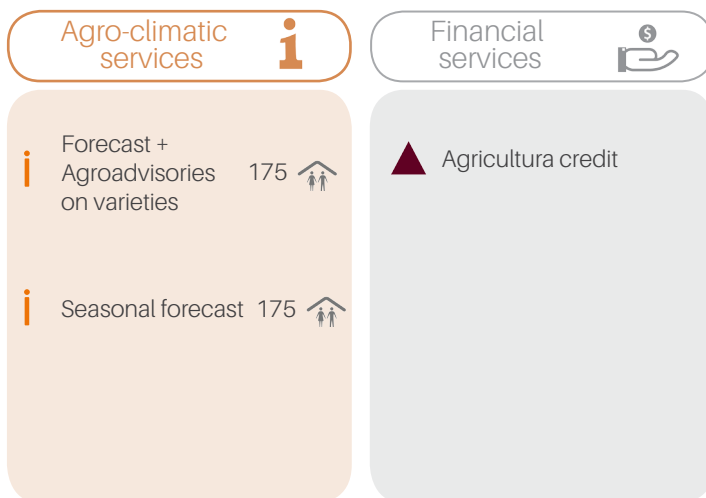 Agro-climatic
services
Financial
services
$
Forecast +
Agroadvisories
on varieties
175
Seasonal forecast 175
Agricultura credit